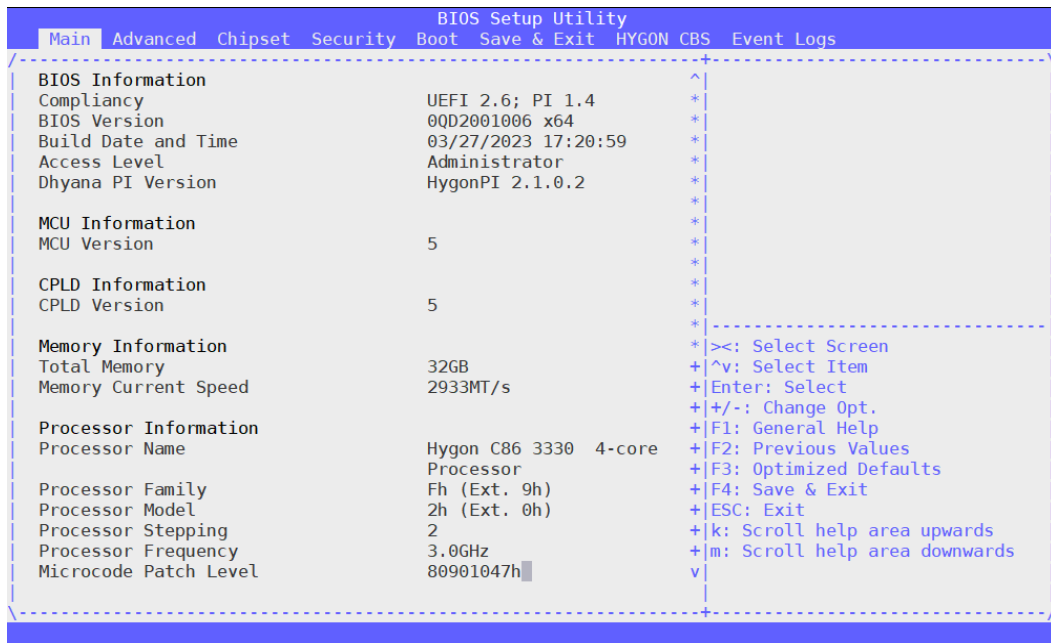 BIOS Setup Utility
Main Advanced Chipset Security Boot Save & Exit HYGON CBS Event Logs
BIOS Information
Compliancy UEFI 2.6; PI 1.4
BIOS Version 0QD2001006 x64
Build Date and Time 03/27/2023 17:20:59
Access Level Administrator
Dhyana PI Version HygonPI 2.1.0.2
MCU Information
MCU Version 5
CPLD Information
CPLD Version 5
Memory Information
Total Memory 32GB
Memory Current Speed 2933MT/s
Processor Information
Processor Name Hygon C86 3330 4-core
Processor
Processor Family Fh (Ext. 9h)
Processor Model 2h (Ext. 0h)
Processor Stepping 2
Processor Frequency 3.0GHz
Microcode Patch Level 80901047h
><: Select Screen
^v: Select Item
Enter: Select
+/-: Change Opt.
F1: General Help
F2: Previous Values
F3: Optimized Defaults
F4: Save & Exit
ESC: Exit
k: Scroll help area upwards
m: Scroll help area downwards